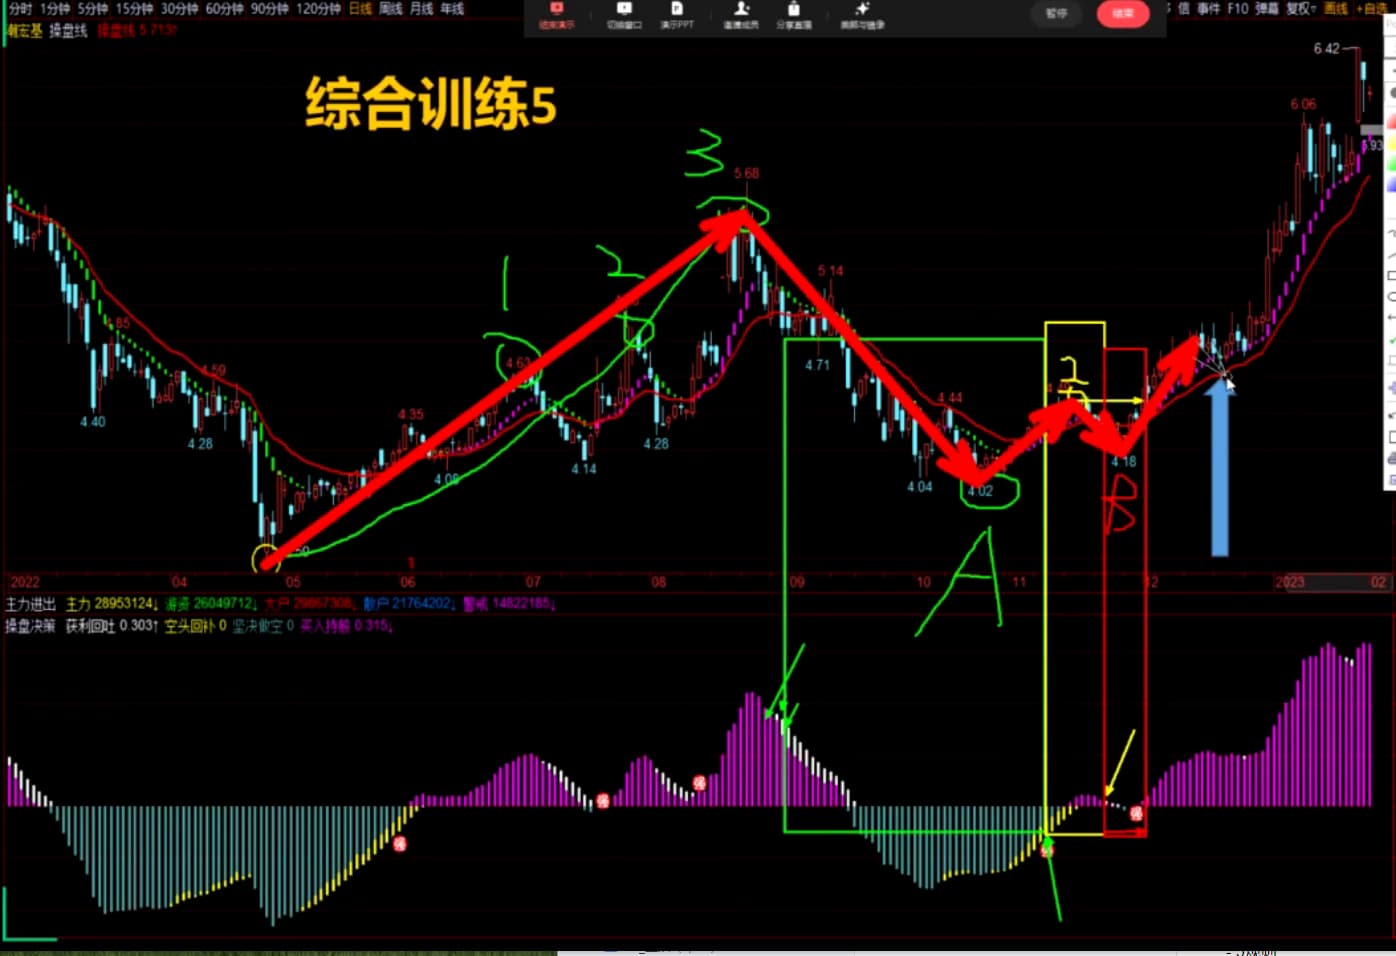 分时 1分钟 5分钟 15分钟 30分钟 60分钟 90分钟 120分钟 日线 周线 月线 年线
结束演示 切换窗口 演示PPT 邀请成员 分享直播 美颜与镜像 暂停 结束
信 事件 F10 弹幕 复权 画线 +自选
潮宏基 操盘线 操盘线 5.713↑
综合训练5
6.42
6.06
5.93
3
5.68
1
2
5.14
4.85
4.59
4.63
4.71
4.40
4.28
4.35
4.14
4.28
4.44
2
4.04
4.02
4.18
A
B
2022 04 05 06 07 08 09 10 11 12 2023 02
主力进出 主力 28953124↓ 游资 26049712↓ 大户 29867308↓ 散户 21764202↓ 警戒 14822185↓
操盘决策 获利回吐 0.303↑ 空头回补 0 坚决做空 0 买入持股 0.315↓